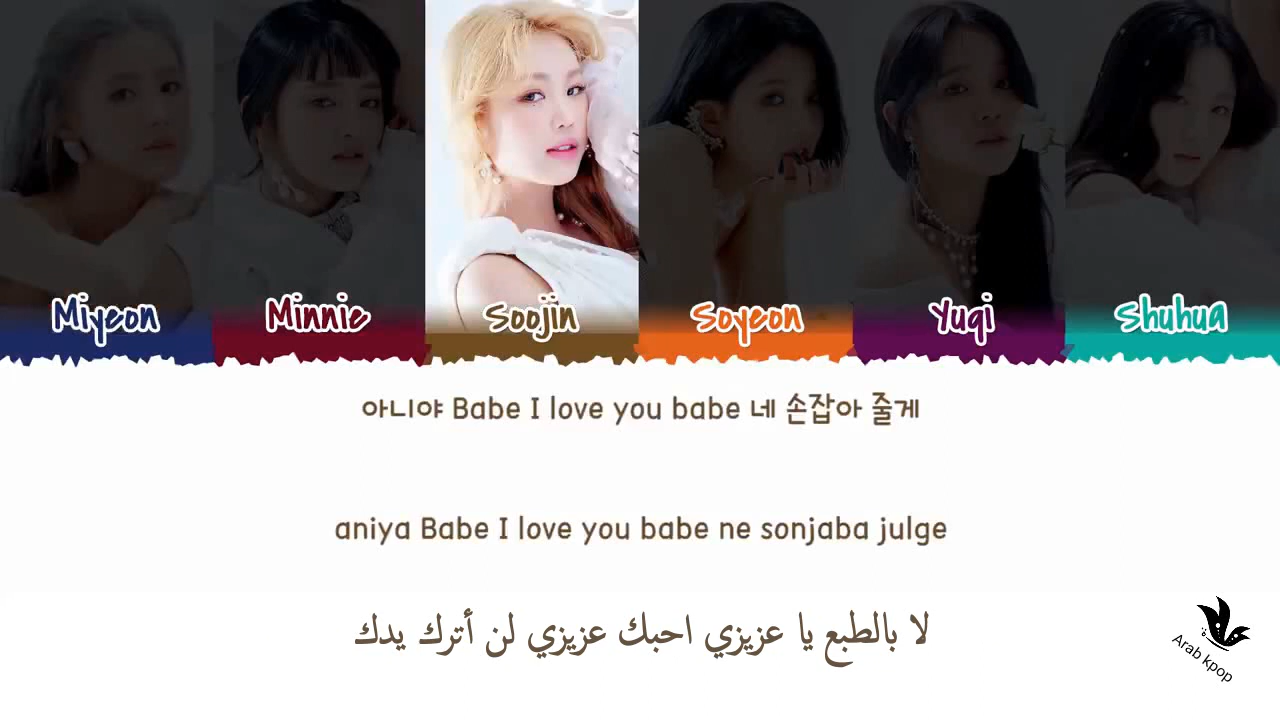 Miyeon Minnie Soojin Soyeon Yuqi Shuhua
아니야 Babe I love you babe 네 손잡아 줄게
aniya Babe I love you babe ne sonjaba julge
لا بالطبع يا عزيزي احبك عزيزي لن أترك يدك
Arab kpop